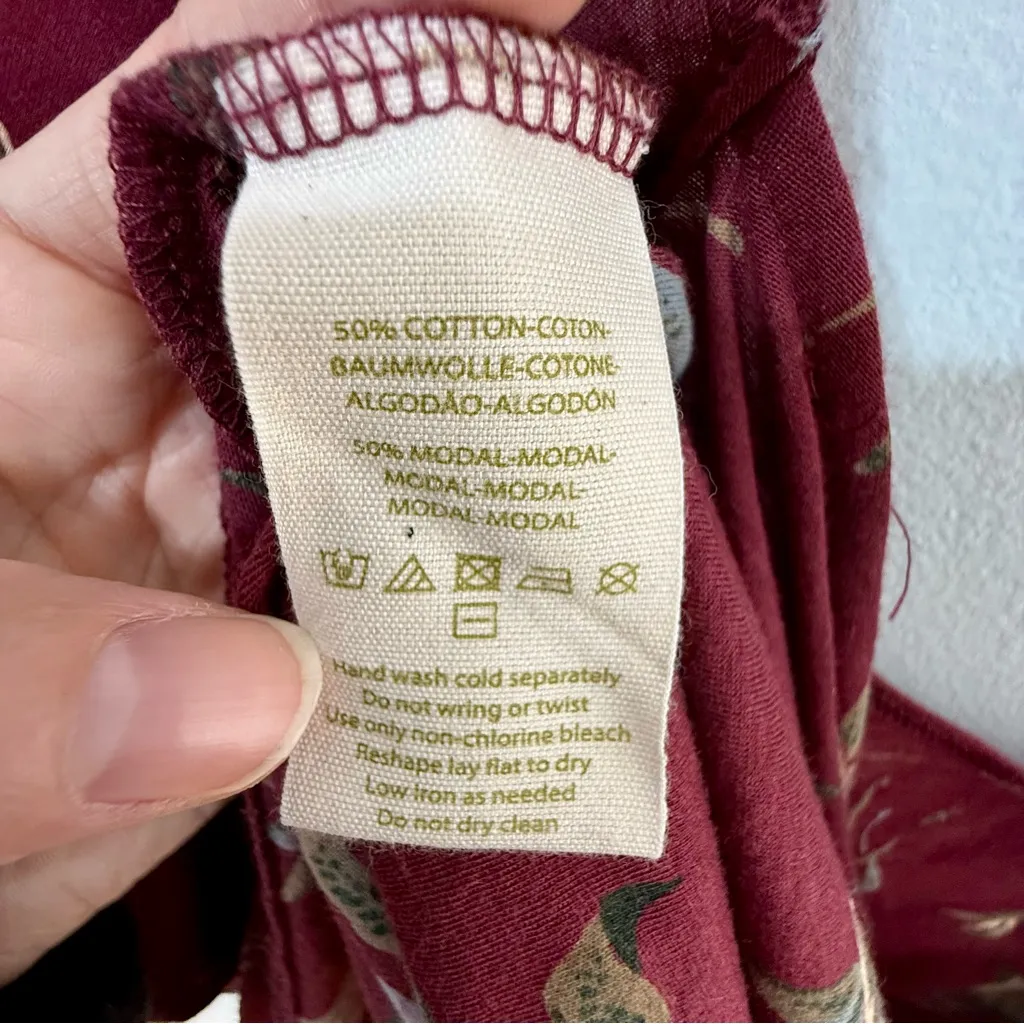 50% COTTON-COTON-
BAUMWOLLE-COTONE-
ALGODÃO-ALGODÓN
50% MODAL-MODAL-
MODAL-MODAL-
MODAL-MODAL
Hand wash cold separately
Do not wring or twist
Use only non-chlorine bleach
Reshape lay flat to dry
Low iron as needed
Do not dry clean